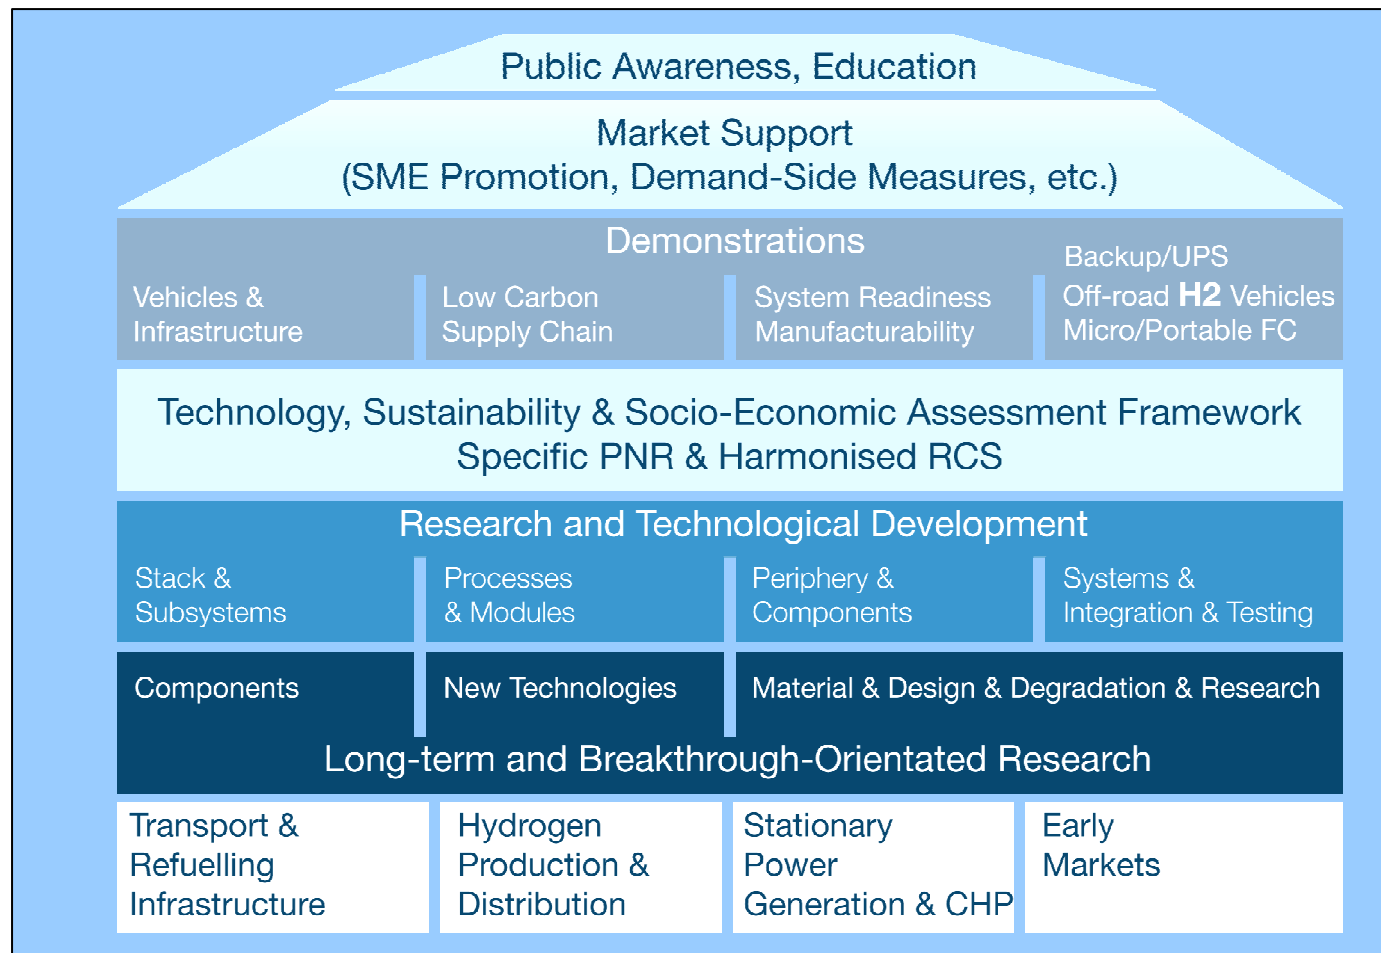 Public Awareness, Education
Market Support
(SME Promotion, Demand-Side Measures, etc.)
Demonstrations
Vehicles &
Infrastructure
Low Carbon
Supply Chain
System Readiness
Manufacturability
Backup/UPS
Off-road H2 Vehicles
Micro/Portable FC
Technology, Sustainability & Socio-Economic Assessment Framework
Specific PNR & Harmonised RCS
Research and Technological Development
Stack &
Subsystems
Processes
& Modules
Periphery &
Components
Systems &
Integration & Testing
Components
New Technologies
Material & Design & Degradation & Research
Long-term and Breakthrough-Orientated Research
Transport &
Refuelling
Infrastructure
Hydrogen
Production &
Distribution
Stationary
Power
Generation & CHP
Early
Markets